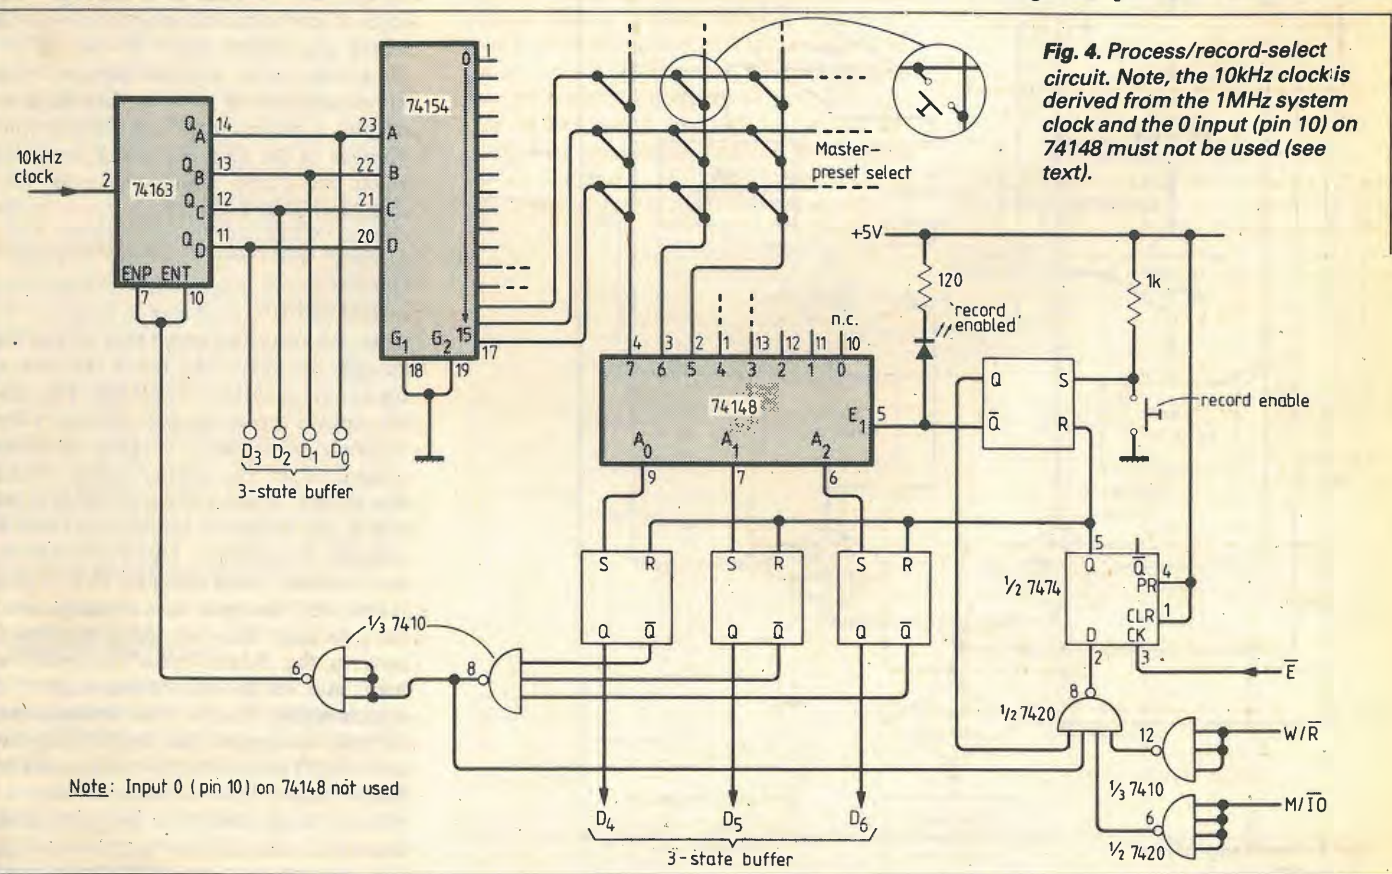 Fig. 4. Process/record-select
circuit. Note, the 10kHz clock is
derived from the 1MHz system
clock and the 0 input (pin 10) on
74148 must not be used (see
text).
10kHz
clock
2
74163
QA 14
QB 13
QC 12
QD 11
ENP ENT
7 10
23 A
22 B
21 C
20 D
74154
0
1
15
17
G1 G2
18 19
D3 D2 D1 D0
3-state buffer
Master-
preset select
+5V
120
'record
enabled'
1k
n.c.
4 3 2 1 13 12 11 10
7 6 5 4 3 2 1 0
74148
E1 5
A0 A1 A2
9 7 6
Q S
Q̅ R
record enable
S R S R S R
Q Q̅ Q Q̅ Q Q̅
5
Q Q̅
1/2 7474
PR 4
CLR 1
D CK
2 3
E̅
1/3 7410
6
8
8
1/2 7420
12
W/R̅
1/3 7410
6
M/I̅O̅
1/2 7420
Note: Input 0 (pin 10) on 74148 not used
D4 D5 D6
3-state buffer